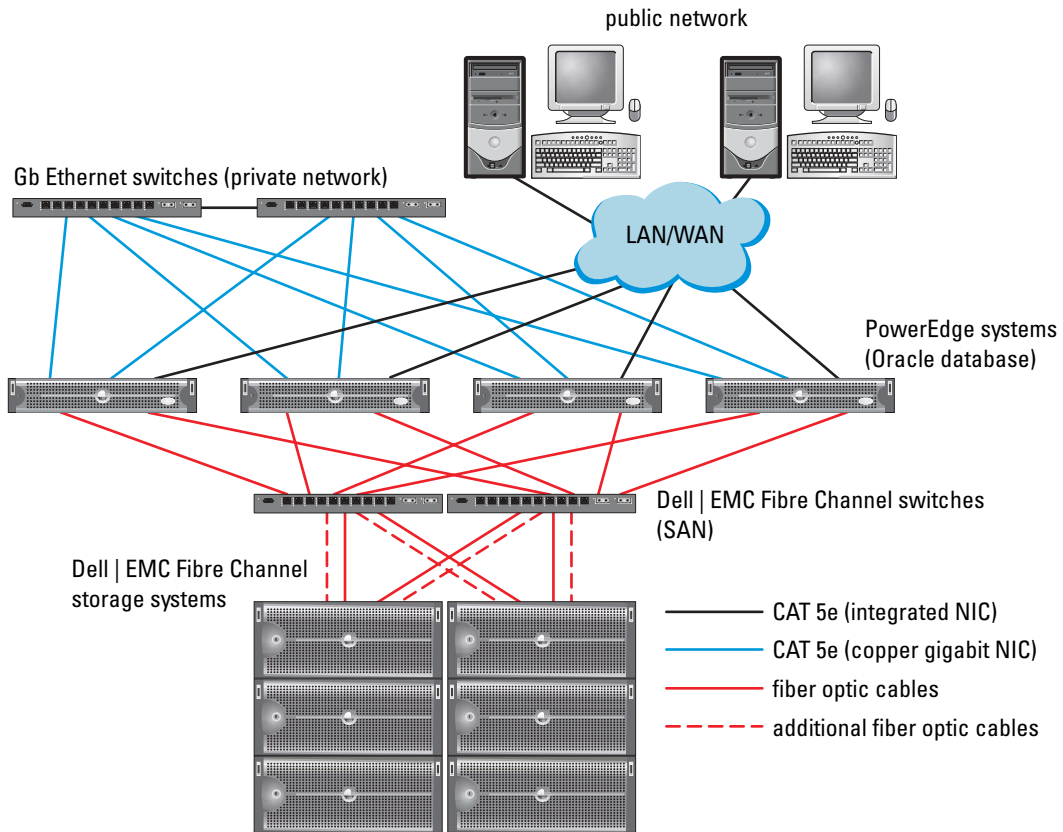 public network
Gb Ethernet switches (private network)
LAN/WAN
PowerEdge systems
(Oracle database)
Dell | EMC Fibre Channel switches
(SAN)
Dell | EMC Fibre Channel
storage systems
CAT 5e (integrated NIC)
CAT 5e (copper gigabit NIC)
fiber optic cables
additional fiber optic cables